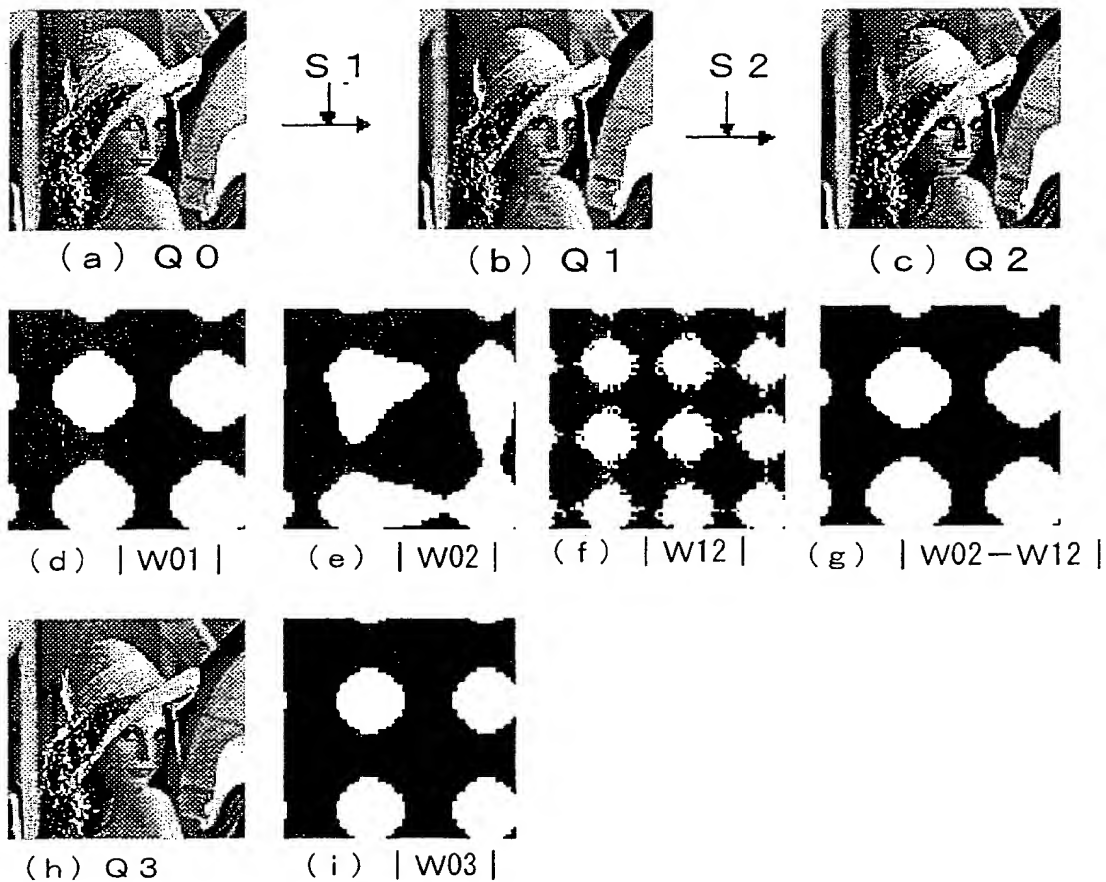 S 1
S 2
(a) Q0
(b) Q1
(c) Q2
(d) |W01|
(e) |W02|
(f) |W12|
(g) |W02-W12|
(h) Q3
(i) |W03|